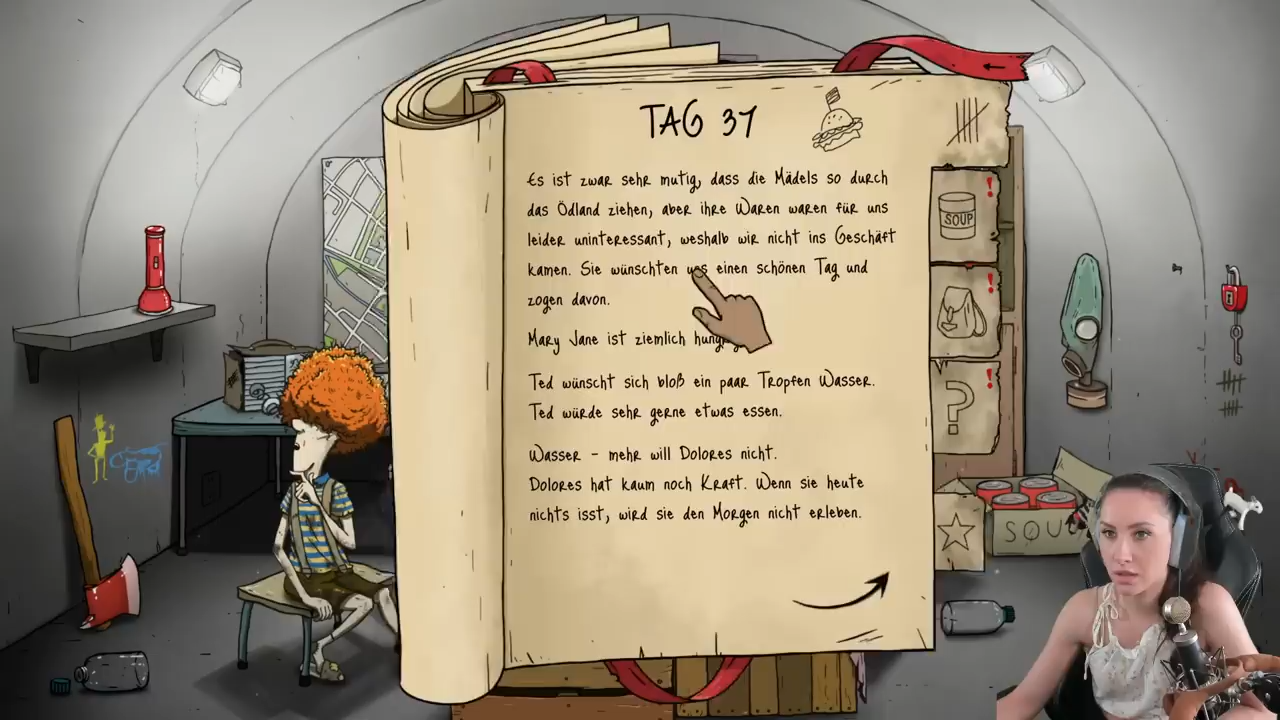 TAG 37
Es ist zwar sehr mutig, dass die Mädels so durch
das Ödland ziehen, aber ihre Waren waren für uns
leider uninteressant, weshalb wir nicht ins Geschäft
kamen. Sie wünschten uns einen schönen Tag und
zogen davon.
Mary Jane ist ziemlich
Ted wünscht sich bloß ein paar Tropfen Wasser.
Ted würde sehr gerne etwas essen.
Wasser – mehr will Dolores nicht.
Dolores hat kaum noch Kraft. Wenn sie heute
nichts isst, wird sie den Morgen nicht erleben.
SOUP
!
!
?
!
SOU